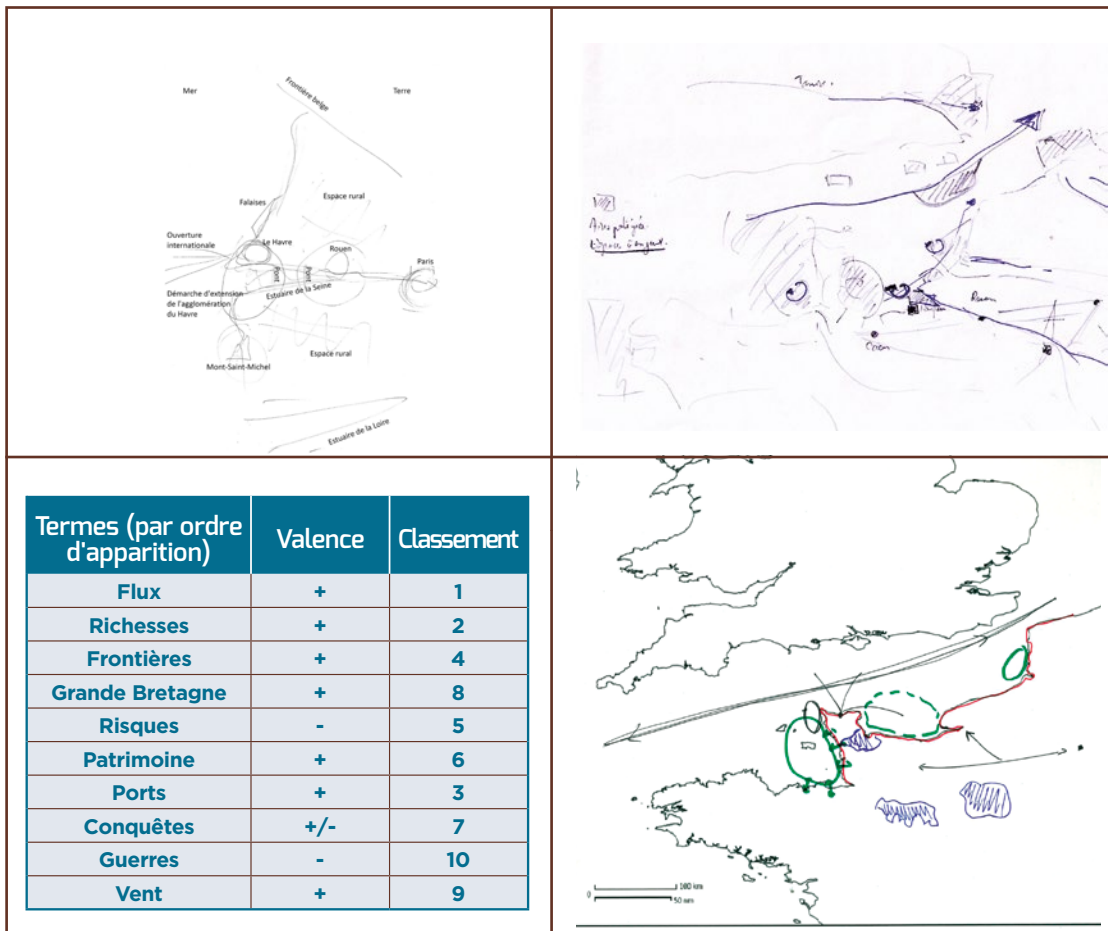 Mer
Frontière belge
Terre
Espace rural
Falaises
Ouverture
internationale
Le Havre
Rouen
Paris
Pont
Pont
Estuaire de la Seine
Démarche d'extension
de l'agglomération
du Havre
Espace rural
Mont-Saint-Michel
Estuaire de la Loire
Rouen
Termes (par ordre d'apparition) Valence Classement
Flux + 1
Richesses + 2
Frontières + 4
Grande Bretagne + 8
Risques - 5
Patrimoine + 6
Ports + 3
Conquêtes +/- 7
Guerres - 10
Vent + 9
0
160 km
50 nm